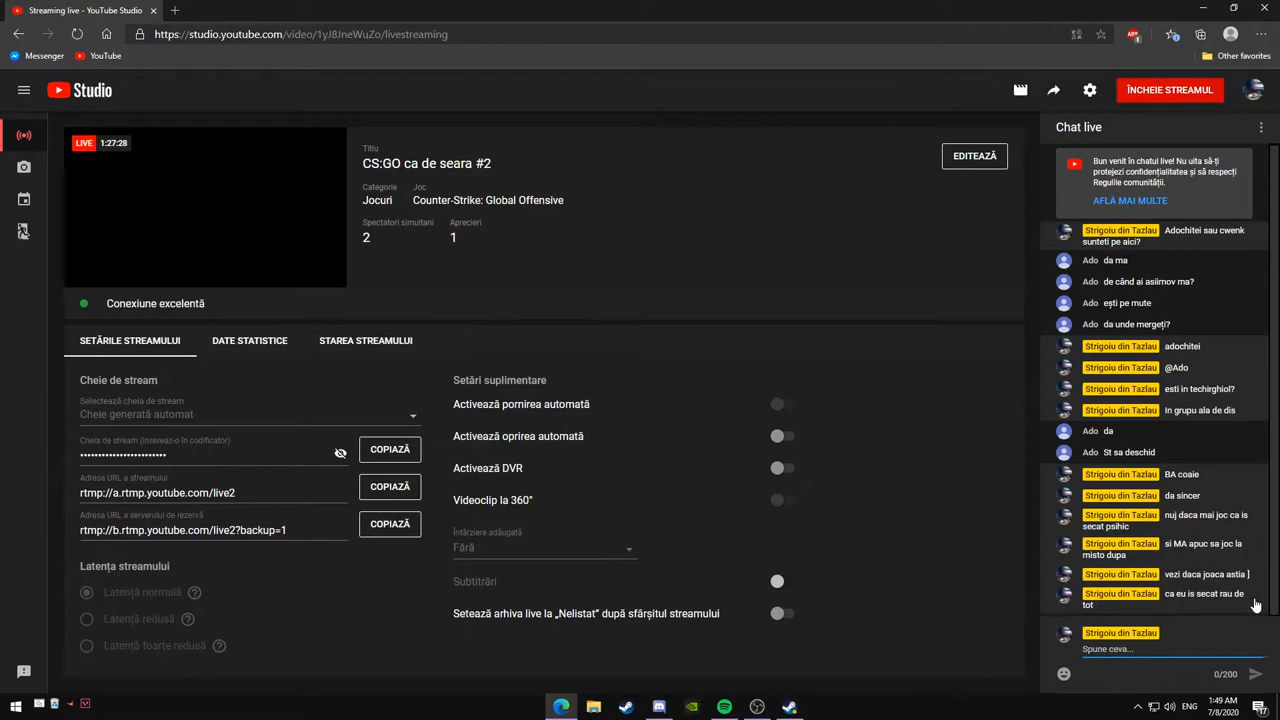 Streaming live - YouTube Studio
https://studio.youtube.com/video/1yJ8JneWuZo/livestreaming
ABP
1
Messenger
YouTube
Other favorites
Studio
ÎNCHEIE STREAMUL
LIVE 1:27:28
Titlu
CS:GO ca de seara #2
EDITEAZĂ
Categorie
Joc
Jocuri
Counter-Strike: Global Offensive
Spectatori simultani
Aprecieri
2
1
Conexiune excelentă
SETĂRILE STREAMULUI
DATE STATISTICE
STAREA STREAMULUI
Cheie de stream
Selectează cheia de stream
Cheie generată automat
Cheia de stream (Insereaz-o în codificator)
COPIAZĂ
Adresa URL a streamului
rtmp://a.rtmp.youtube.com/live2
COPIAZĂ
Adresa URL a serverului de rezervă
rtmp://b.rtmp.youtube.com/live2?backup=1
COPIAZĂ
Latența streamului
Latență normală
Latență redusă
Latență foarte redusă
Setări suplimentare
Activează pornirea automată
Activează oprirea automată
Activează DVR
Videoclip la 360°
Întârziere adăugată
Fără
Subtitrări
Setează arhiva live la „Nelistat” după sfârșitul streamului
Chat live
Bun venit în chatul live! Nu uita să-ți
protejezi confidențialitatea și să respecți
Regulile comunității.
AFLĂ MAI MULTE
Strigoiu din Tazlau Adochitei sau cwenk
sunteti pe aici?
Ado da ma
Ado de când ai asiimov ma?
Ado ești pe mute
Ado da unde mergeți?
Strigoiu din Tazlau adochitei
Strigoiu din Tazlau @Ado
Strigoiu din Tazlau esti in techirghiol?
Strigoiu din Tazlau In grupu ala de dis
Ado da
Ado St sa deschid
Strigoiu din Tazlau BA coaie
Strigoiu din Tazlau da sincer
Strigoiu din Tazlau nuj daca mai joc ca is
secat psihic
Strigoiu din Tazlau si MA apuc sa joc la
misto dupa
Strigoiu din Tazlau vezi daca joaca astia ]
Strigoiu din Tazlau ca eu is secat rau de
tot
Strigoiu din Tazlau
Spune ceva...
0/200
ENG
1:49 AM
7/8/2020
17